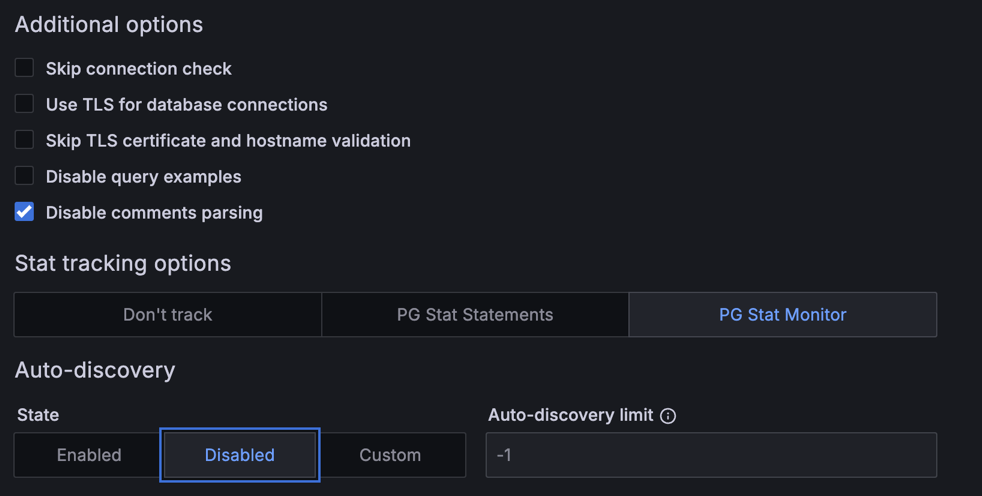 Additional options
Skip connection check
Use TLS for database connections
Skip TLS certificate and hostname validation
Disable query examples
Disable comments parsing
Stat tracking options
Don't track PG Stat Statements PG Stat Monitor
Auto-discovery
State Auto-discovery limit
Enabled Disabled Custom -1